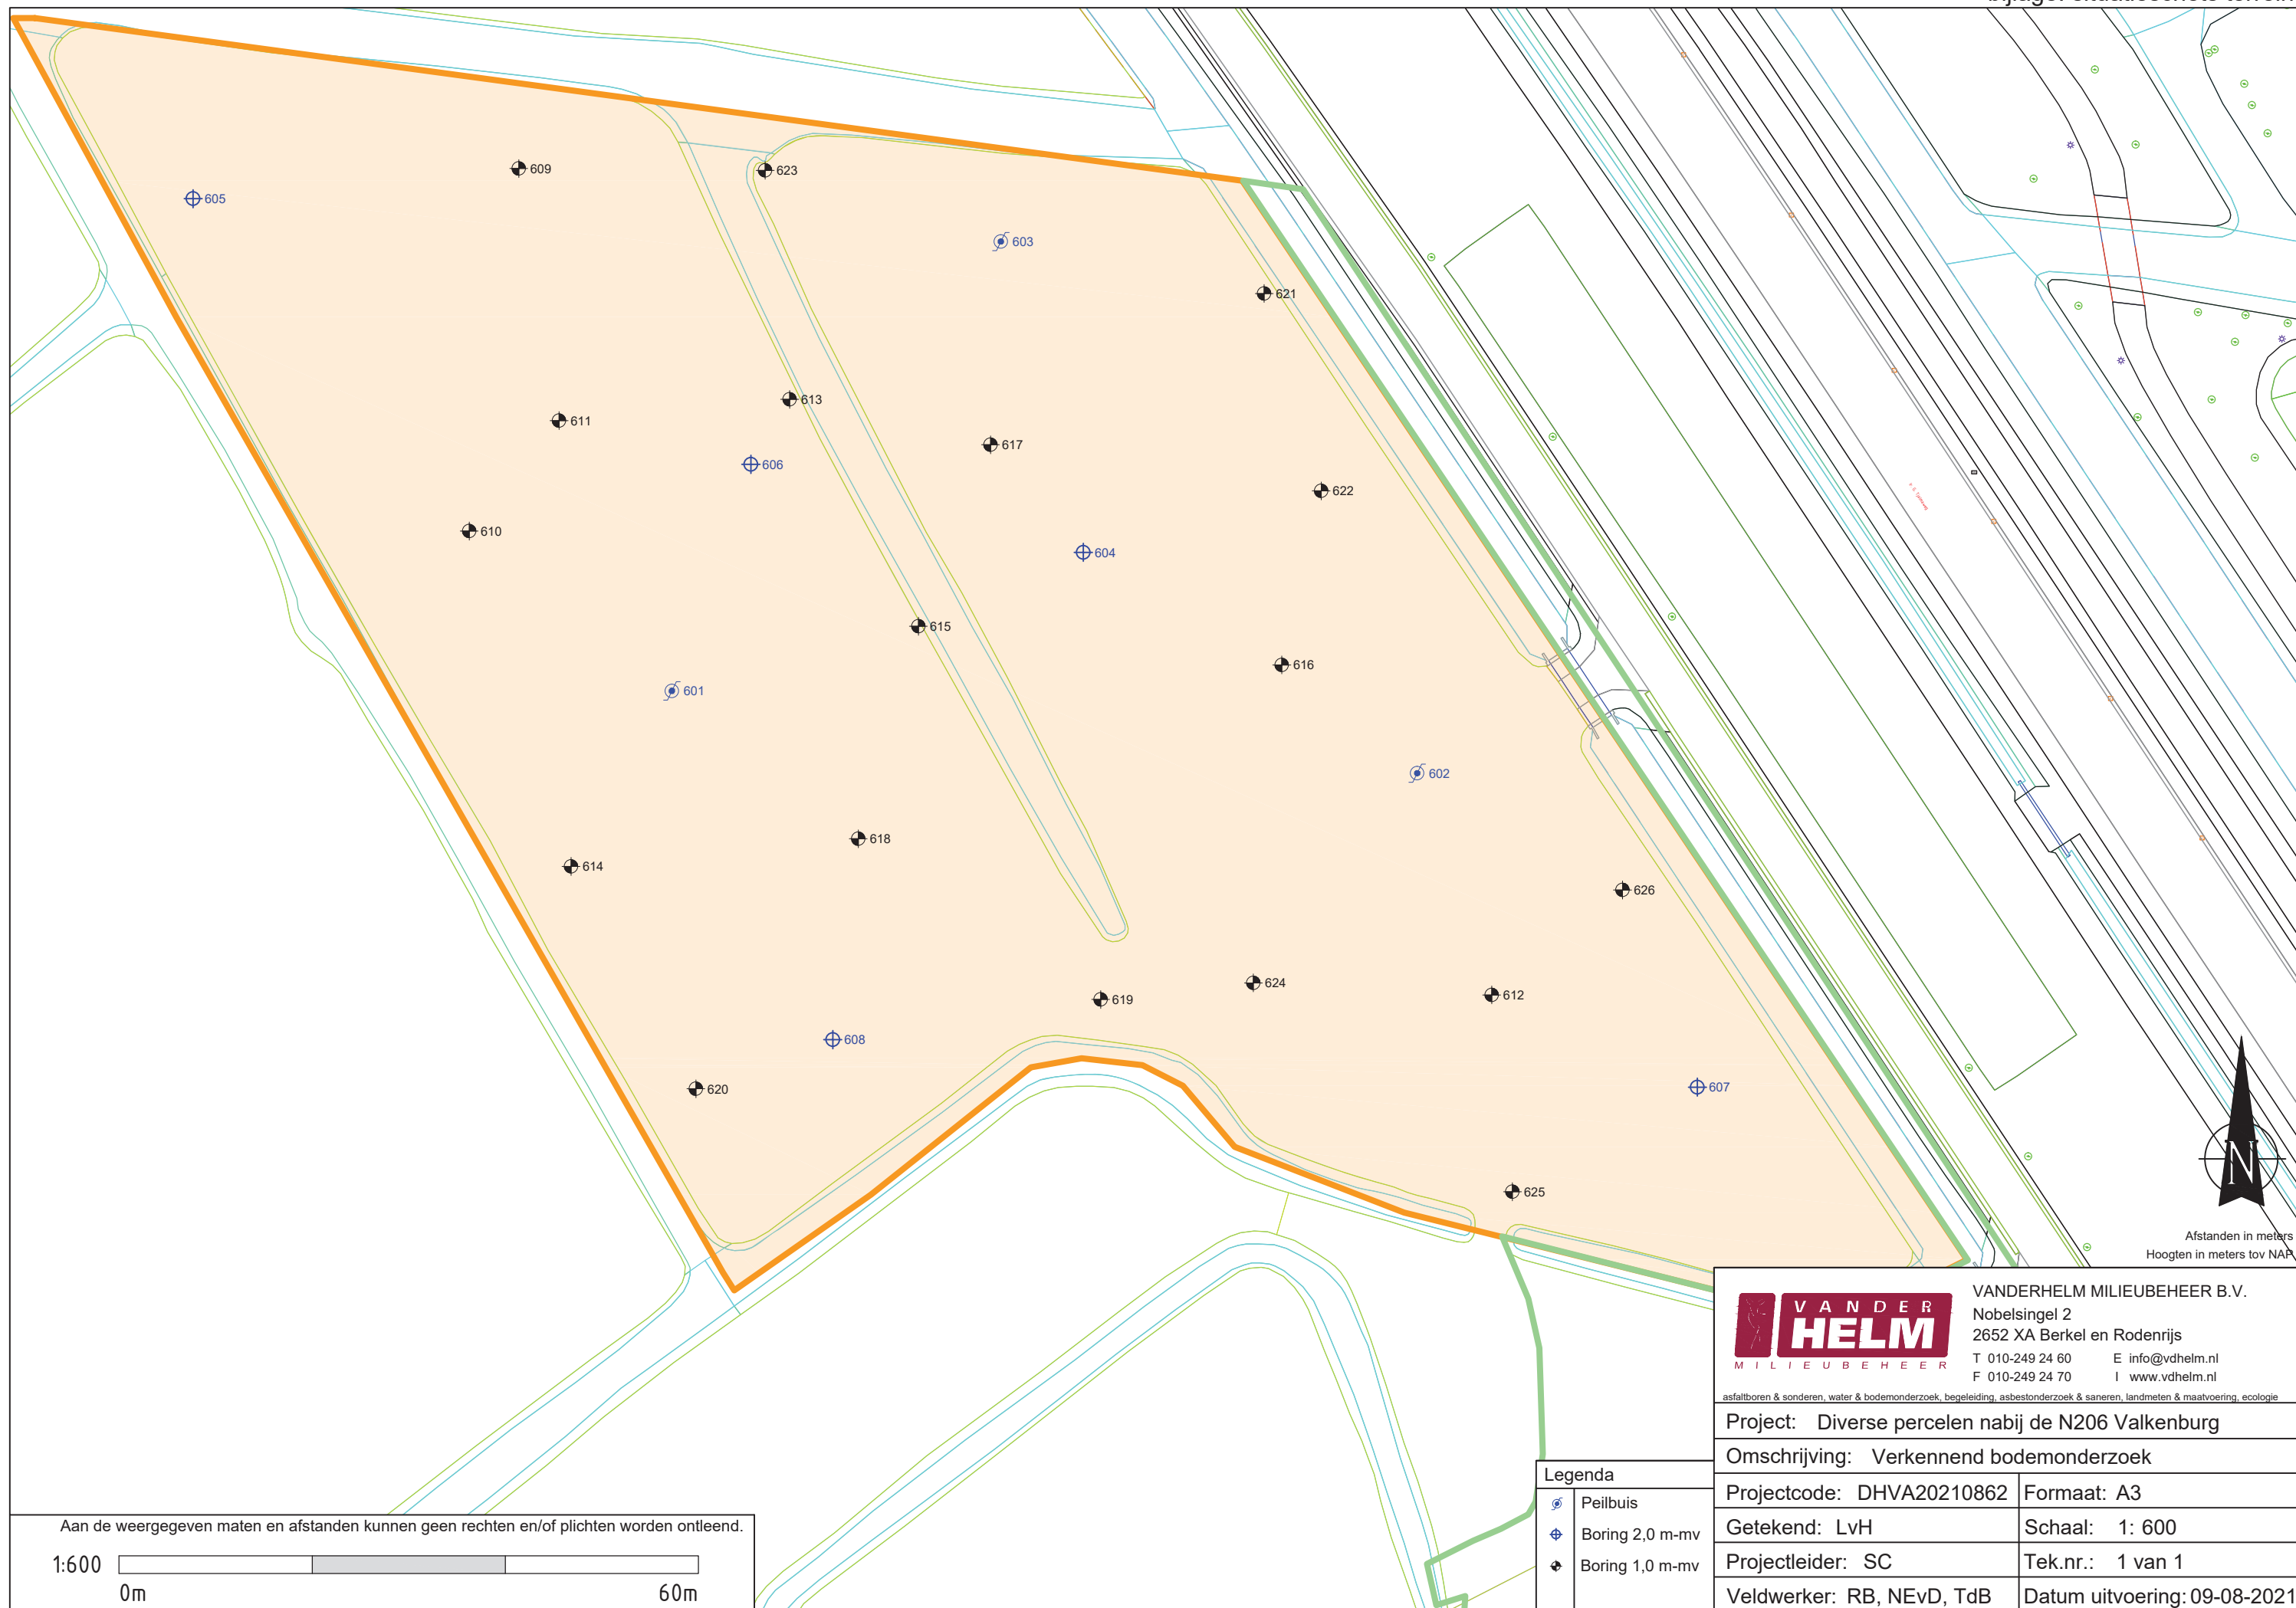 609
623
605
603
621
613
611
617
606
622
610
604
615
616
601
602
618
614
626
624
612
619
608
607
620
625
N
Afstanden in meters
Hoogten in meters tov NAP
VANDER
HELM
MILIEUBEHEER
VANDERHELM MILIEUBEHEER B.V.
Nobelsingel 2
2652 XA Berkel en Rodenrijs
T 010-249 24 60 E info@vdhelm.nl
F 010-249 24 70 I www.vdhelm.nl
asfaltboren & sonderen, water & bodemonderzoek, begeleiding, asbestonderzoek & saneren, landmeten & maatvoering, ecologie
Project: Diverse percelen nabij de N206 Valkenburg
Omschrijving: Verkennend bodemonderzoek
Projectcode: DHVA20210862 Formaat: A3
Getekend: LvH Schaal: 1: 600
Projectleider: SC Tek.nr.: 1 van 1
Veldwerker: RB, NEvD, TdB Datum uitvoering: 09-08-2021
Legenda
Peilbuis
Boring 2,0 m-mv
Boring 1,0 m-mv
Aan de weergegeven maten en afstanden kunnen geen rechten en/of plichten worden ontleend.
1:600
0m 60m